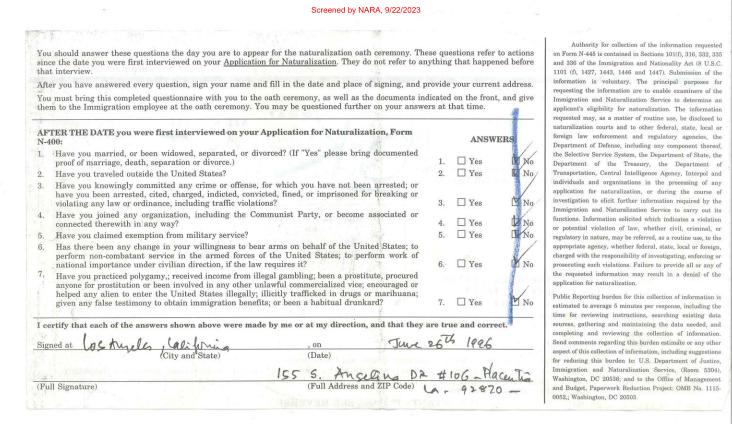 Screened by NARA, 9/22/2023
You should answer these questions the day you are to appear for the naturalization oath ceremony. These questions refer to actions
since the date you were first interviewed on your Application for Naturalization. They do not refer to anything that happened before
that interview.
After you have answered every question, sign your name and fill in the date and place of signing, and provide your current address.
You must bring this completed questionnaire with you to the oath ceremony, as well as the documents indicated on the front, and give
them to the Immigration employee at the oath ceremony. You may be questioned further on your answers at that time.
AFTER THE DATE you were first interviewed on your Application for Naturalization, Form
N-400:
ANSWERS
1. Have you married, or been widowed, separated, or divorced? (If "Yes" please bring documented
proof of marriage, death, separation or divorce.)
1. Yes No
2. Have you traveled outside the United States?
2. Yes No
3. Have you knowingly committed any crime or offense, for which you have not been arrested; or
have you been arrested, cited, charged, indicted, convicted, fined, or imprisoned for breaking or
violating any law or ordinance, including traffic violations?
3. Yes No
4. Have you joined any organization, including the Communist Party, or become associated or
connected therewith in any way?
4. Yes No
5. Have you claimed exemption from military service?
5. Yes No
6. Has there been any change in your willingness to bear arms on behalf of the United States; to
perform non-combatant service in the armed forces of the United States; to perform work of
national importance under civilian direction, if the law requires it?
6. Yes No
7. Have you practiced polygamy,; received income from illegal gambling; been a prostitute, procured
anyone for prostitution or been involved in any other unlawful commercialized vice; encouraged or
helped any alien to enter the United States illegally; illicitly trafficked in drugs or marihuana;
given any false testimony to obtain immigration benefits; or been a habitual drunkard?
7. Yes No
I certify that each of the answers shown above were made by me or at my direction, and that they are true and correct.
Signed at Los Angeles, California , on June 26th 1996
(City and State) (Date)
155 S. Angelina DR #106 - Placentia
(Full Signature) (Full Address and ZIP Code) 92870 -
Authority for collection of the information requested
on Form N-445 is contained in Sections 101(f), 316, 332, 335
and 336 of the Immigration and Nationality Act (8 U.S.C.
1101 (f), 1427, 1443, 1446 and 1447). Submission of the
information is voluntary. The principal purposes for
requesting the information are to enable examiners of the
Immigration and Naturalization Service to determine an
applicant's eligibility for naturalization. The information
requested may, as a matter of routine use, be disclosed to
naturalization courts and to other federal, state, local or
foreign law enforcement and regulatory agencies, the
Department of Defense, including any component thereof,
the Selective Service System, the Department of State, the
Department of the Treasury, the Department of
Transportation, Central Intelligence Agency, Interpol and
individuals and organizations in the processing of any
application for naturalization, or during the course of
investigation to elicit further information required by the
Immigration and Naturalization Service to carry out its
functions. Information solicited which indicates a violation
or potential violation of law, whether civil, criminal, or
regulatory in nature, may be referred, as a routine use, to the
appropriate agency, whether federal, state, local or foreign,
charged with the responsibility of investigating, enforcing or
prosecuting such violations. Failure to provide all or any of
the requested information may result in a denial of the
application for naturalization.
Public Reporting burden for this collection of information is
estimated to average 5 minutes per response, including the
time for reviewing instructions, searching existing data
sources, gathering and maintaining the data needed, and
completing and reviewing the collection of information.
Send comments regarding this burden estimate or any other
aspect of this collection of information, including suggestions
for reducing this burden to: U.S. Department of Justice,
Immigration and Naturalization Service, (Room 5304),
Washington, DC 20536; and to the Office of Management
and Budget, Paperwork Reduction Project: OMB No. 1115-
0052,; Washington, DC 20503.